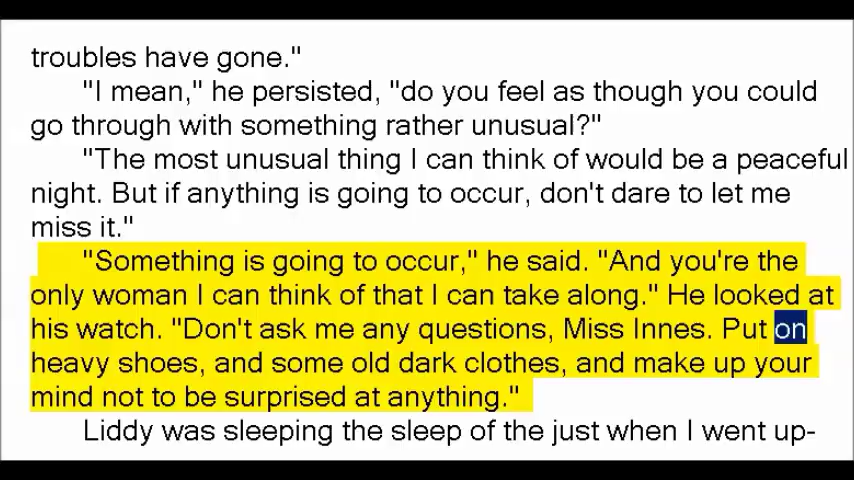 troubles have gone."
"I mean," he persisted, "do you feel as though you could
go through with something rather unusual?"
"The most unusual thing I can think of would be a peaceful
night. But if anything is going to occur, don't dare to let me
miss it."
"Something is going to occur," he said. "And you're the
only woman I can think of that I can take along." He looked at
his watch. "Don't ask me any questions, Miss Innes. Put on
heavy shoes, and some old dark clothes, and make up your
mind not to be surprised at anything."
Liddy was sleeping the sleep of the just when I went up-